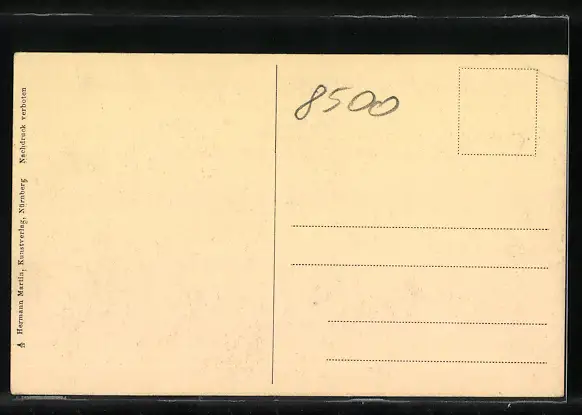 Hermann Martin, Kunstverlag, Nürnberg Nachdruck verboten
8500